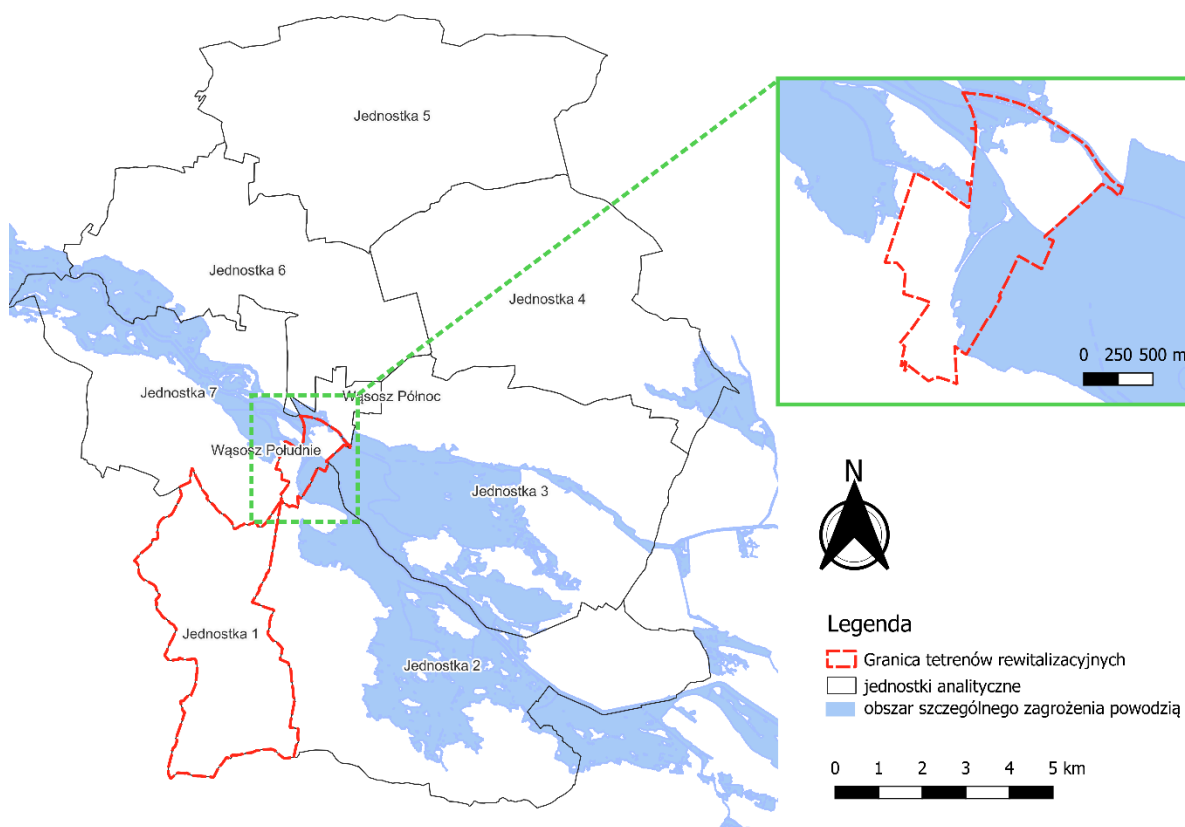 Jednostka 5
Jednostka 6
Jednostka 4
Jednostka 7
Wąsosz Północ
Wąsosz Południe
Jednostka 3
Jednostka 1
Jednostka 2
0 250 500 m
N
Legenda
Granica tetrenów rewitalizacyjnych
jednostki analityczne
obszar szczególnego zagrożenia powodzią
0 1 2 3 4 5 km